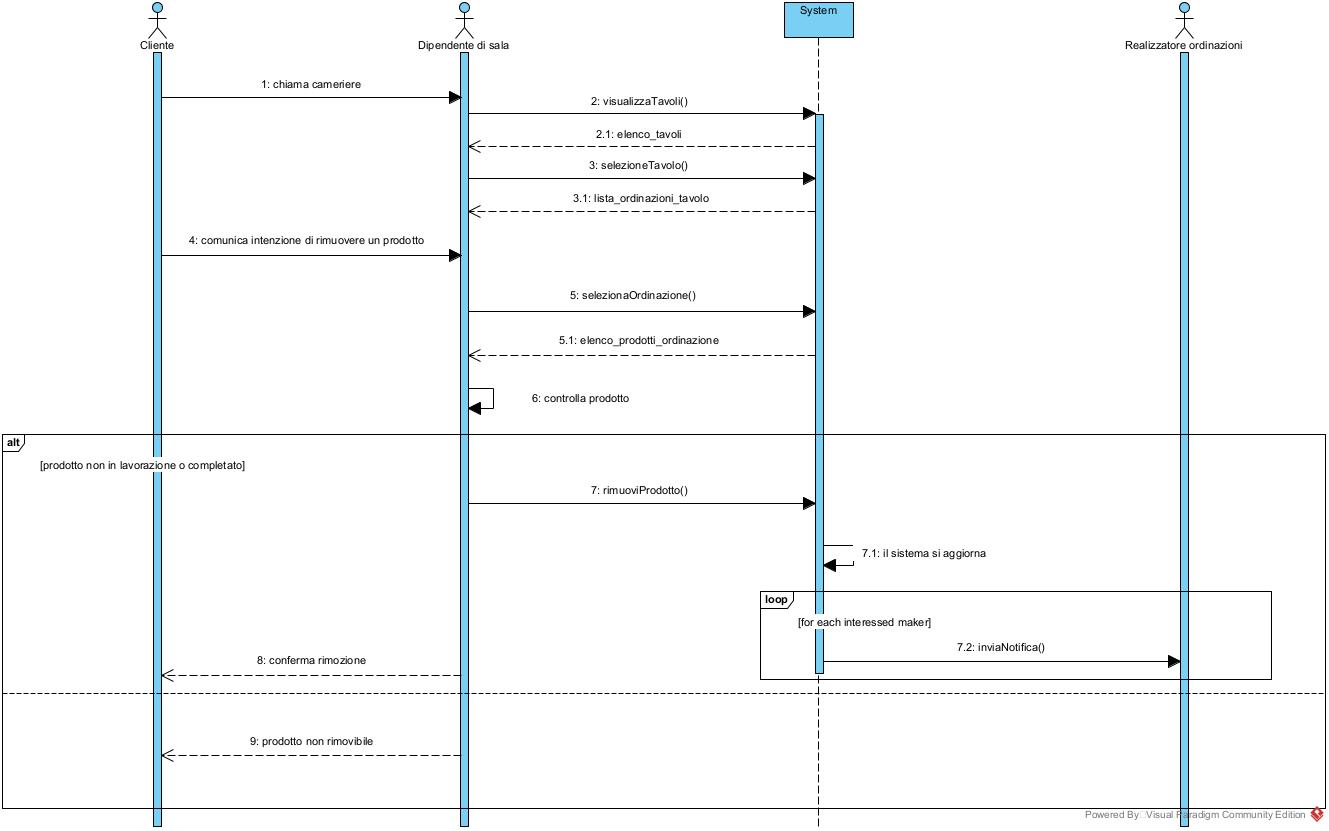 Cliente
Dipendente di sala
System
Realizzatore ordinazioni
1: chiama cameriere
2: visualizzaTavoli()
2.1: elenco_tavoli
3: selezioneTavolo()
3.1: lista_ordinazioni_tavolo
4: comunica intenzione di rimuovere un prodotto
5: selezionaOrdinazione()
5.1: elenco_prodotti_ordinazione
6: controlla prodotto
alt
[prodotto non in lavorazione o completato]
7: rimuoviProdotto()
7.1: il sistema si aggiorna
loop
[for each interessed maker]
7.2: inviaNotifica()
8: conferma rimozione
9: prodotto non rimovibile
Powered By Visual Paradigm Community Edition